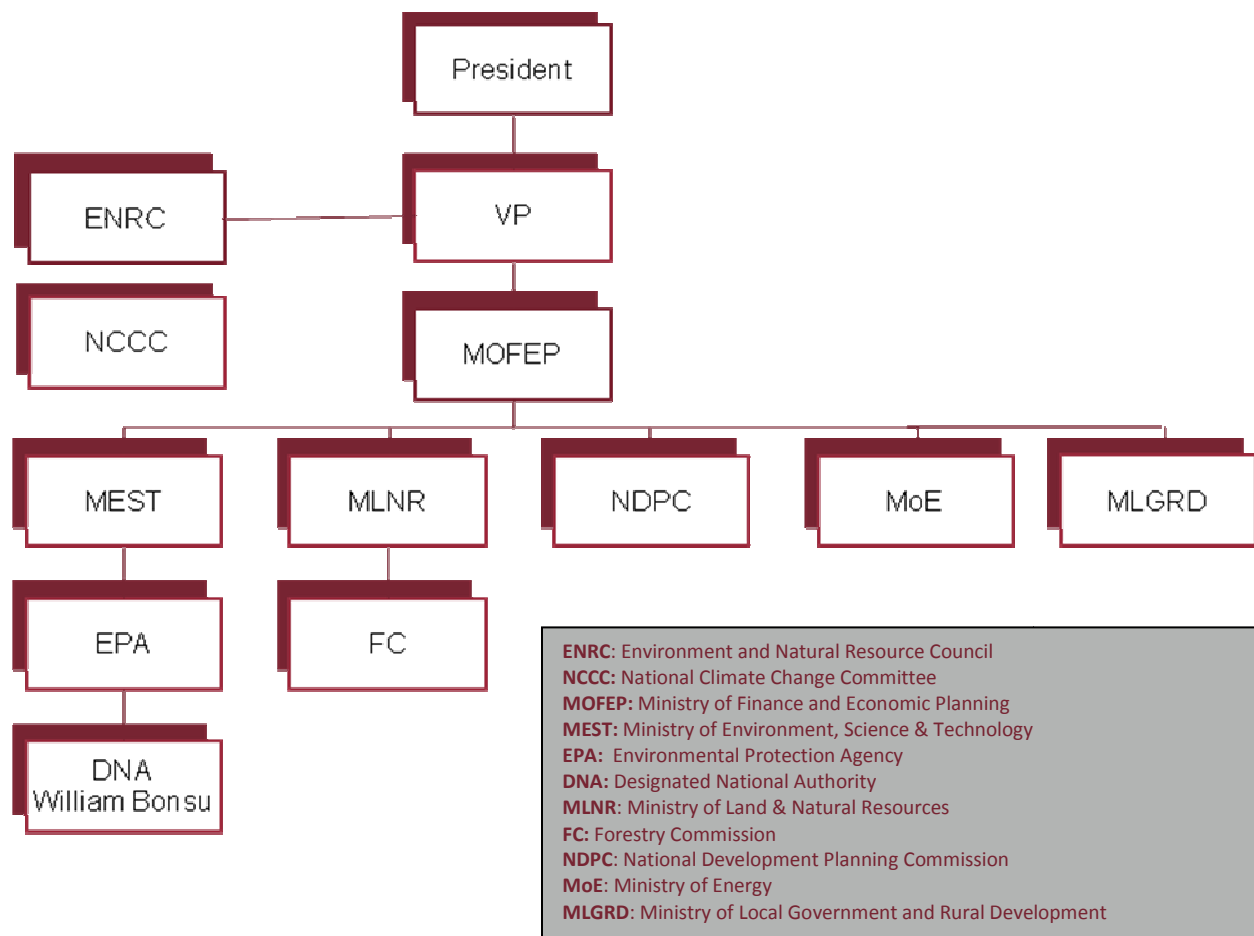 President
ENRC
VP
NCCC
MOFEP
MEST
MLNR
NDPC
MoE
MLGRD
EPA
FC
DNA
William Bonsu
ENRC: Environment and Natural Resource Council
NCCC: National Climate Change Committee
MOFEP: Ministry of Finance and Economic Planning
MEST: Ministry of Environment, Science & Technology
EPA: Environmental Protection Agency
DNA: Designated National Authority
MLNR: Ministry of Land & Natural Resources
FC: Forestry Commission
NDPC: National Development Planning Commission
MoE: Ministry of Energy
MLGRD: Ministry of Local Government and Rural Development